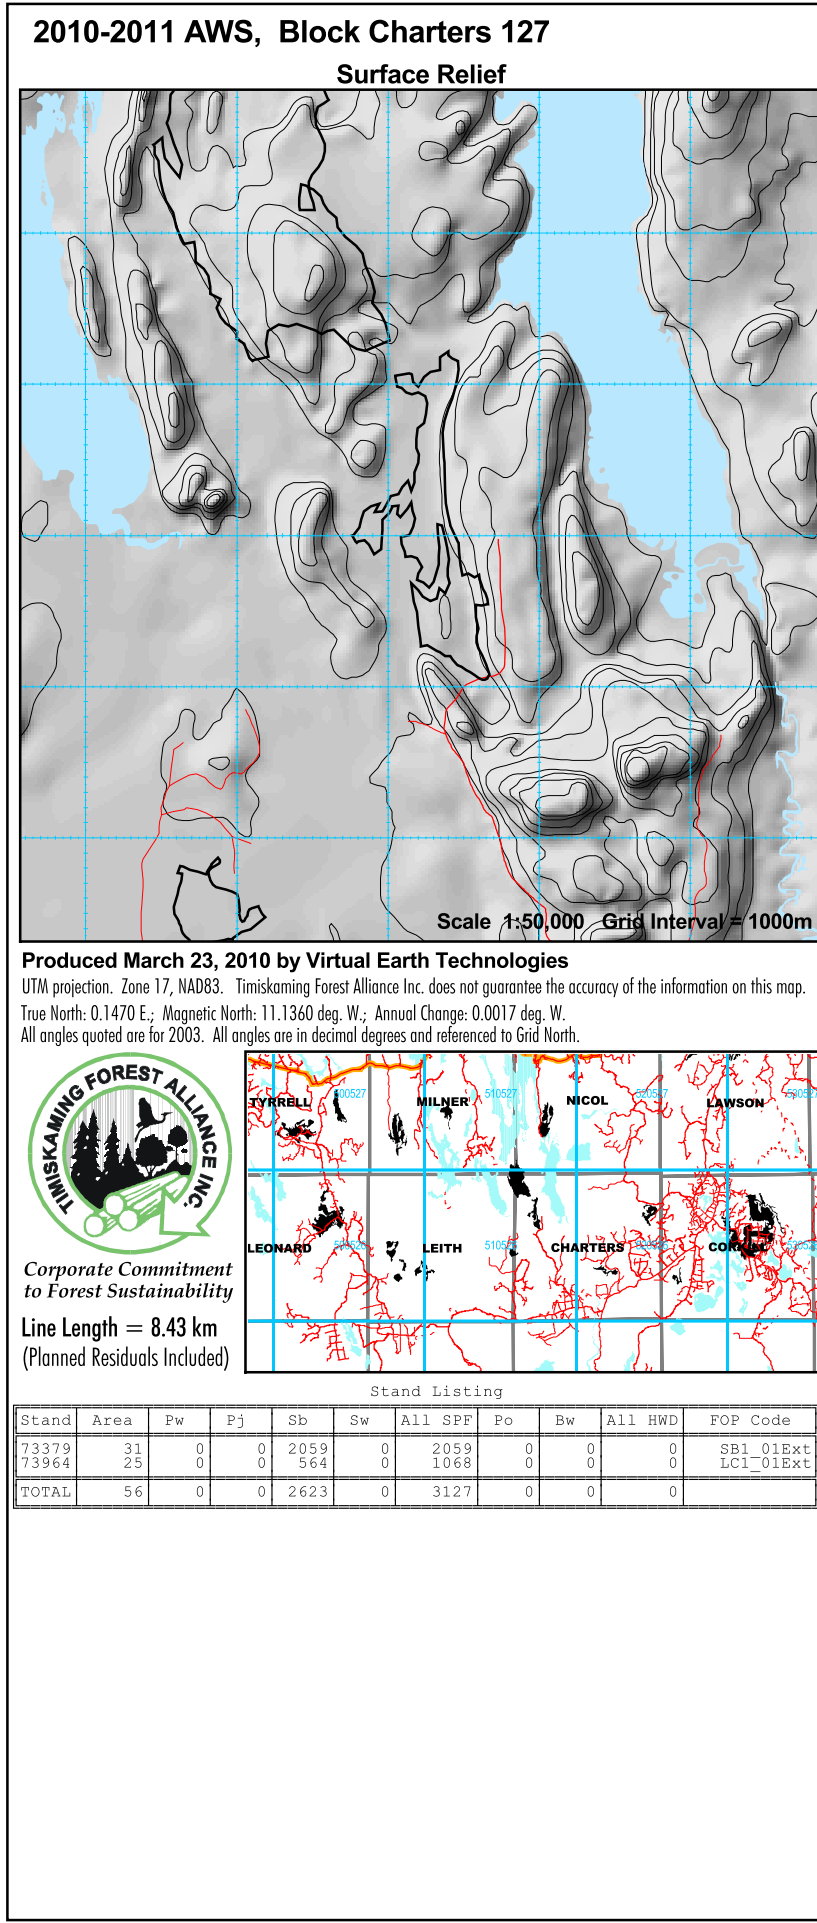 2010-2011 AWS, Block Charters 127
Surface Relief
Scale 1:50,000 Grid Interval = 1000m
Produced March 23, 2010 by Virtual Earth Technologies
UTM projection. Zone 17, NAD83. Timiskaming Forest Alliance Inc. does not guarantee the accuracy of the information on this map.
True North: 0.1470 E.; Magnetic North: 11.1360 deg. W.; Annual Change: 0.0017 deg. W.
All angles quoted are for 2003. All angles are in decimal degrees and referenced to Grid North.
TIMISKAMING FOREST ALLIANCE INC.
Corporate Commitment
to Forest Sustainability
Line Length = 8.43 km
(Planned Residuals Included)
500527 510527 520527 530527
TYRRELL MILNER NICOL LAWSON
LEONARD LEITH CHARTERS
Stand Listing
Stand Area Pw Pj Sb Sw All SPF Po Bw All HWD FOP Code
73379 31 0 0 2059 0 2059 0 0 0 SB1_01Ext
73964 25 0 0 564 0 1068 0 0 0 LC1_01Ext
TOTAL 56 0 0 2623 0 3127 0 0 0